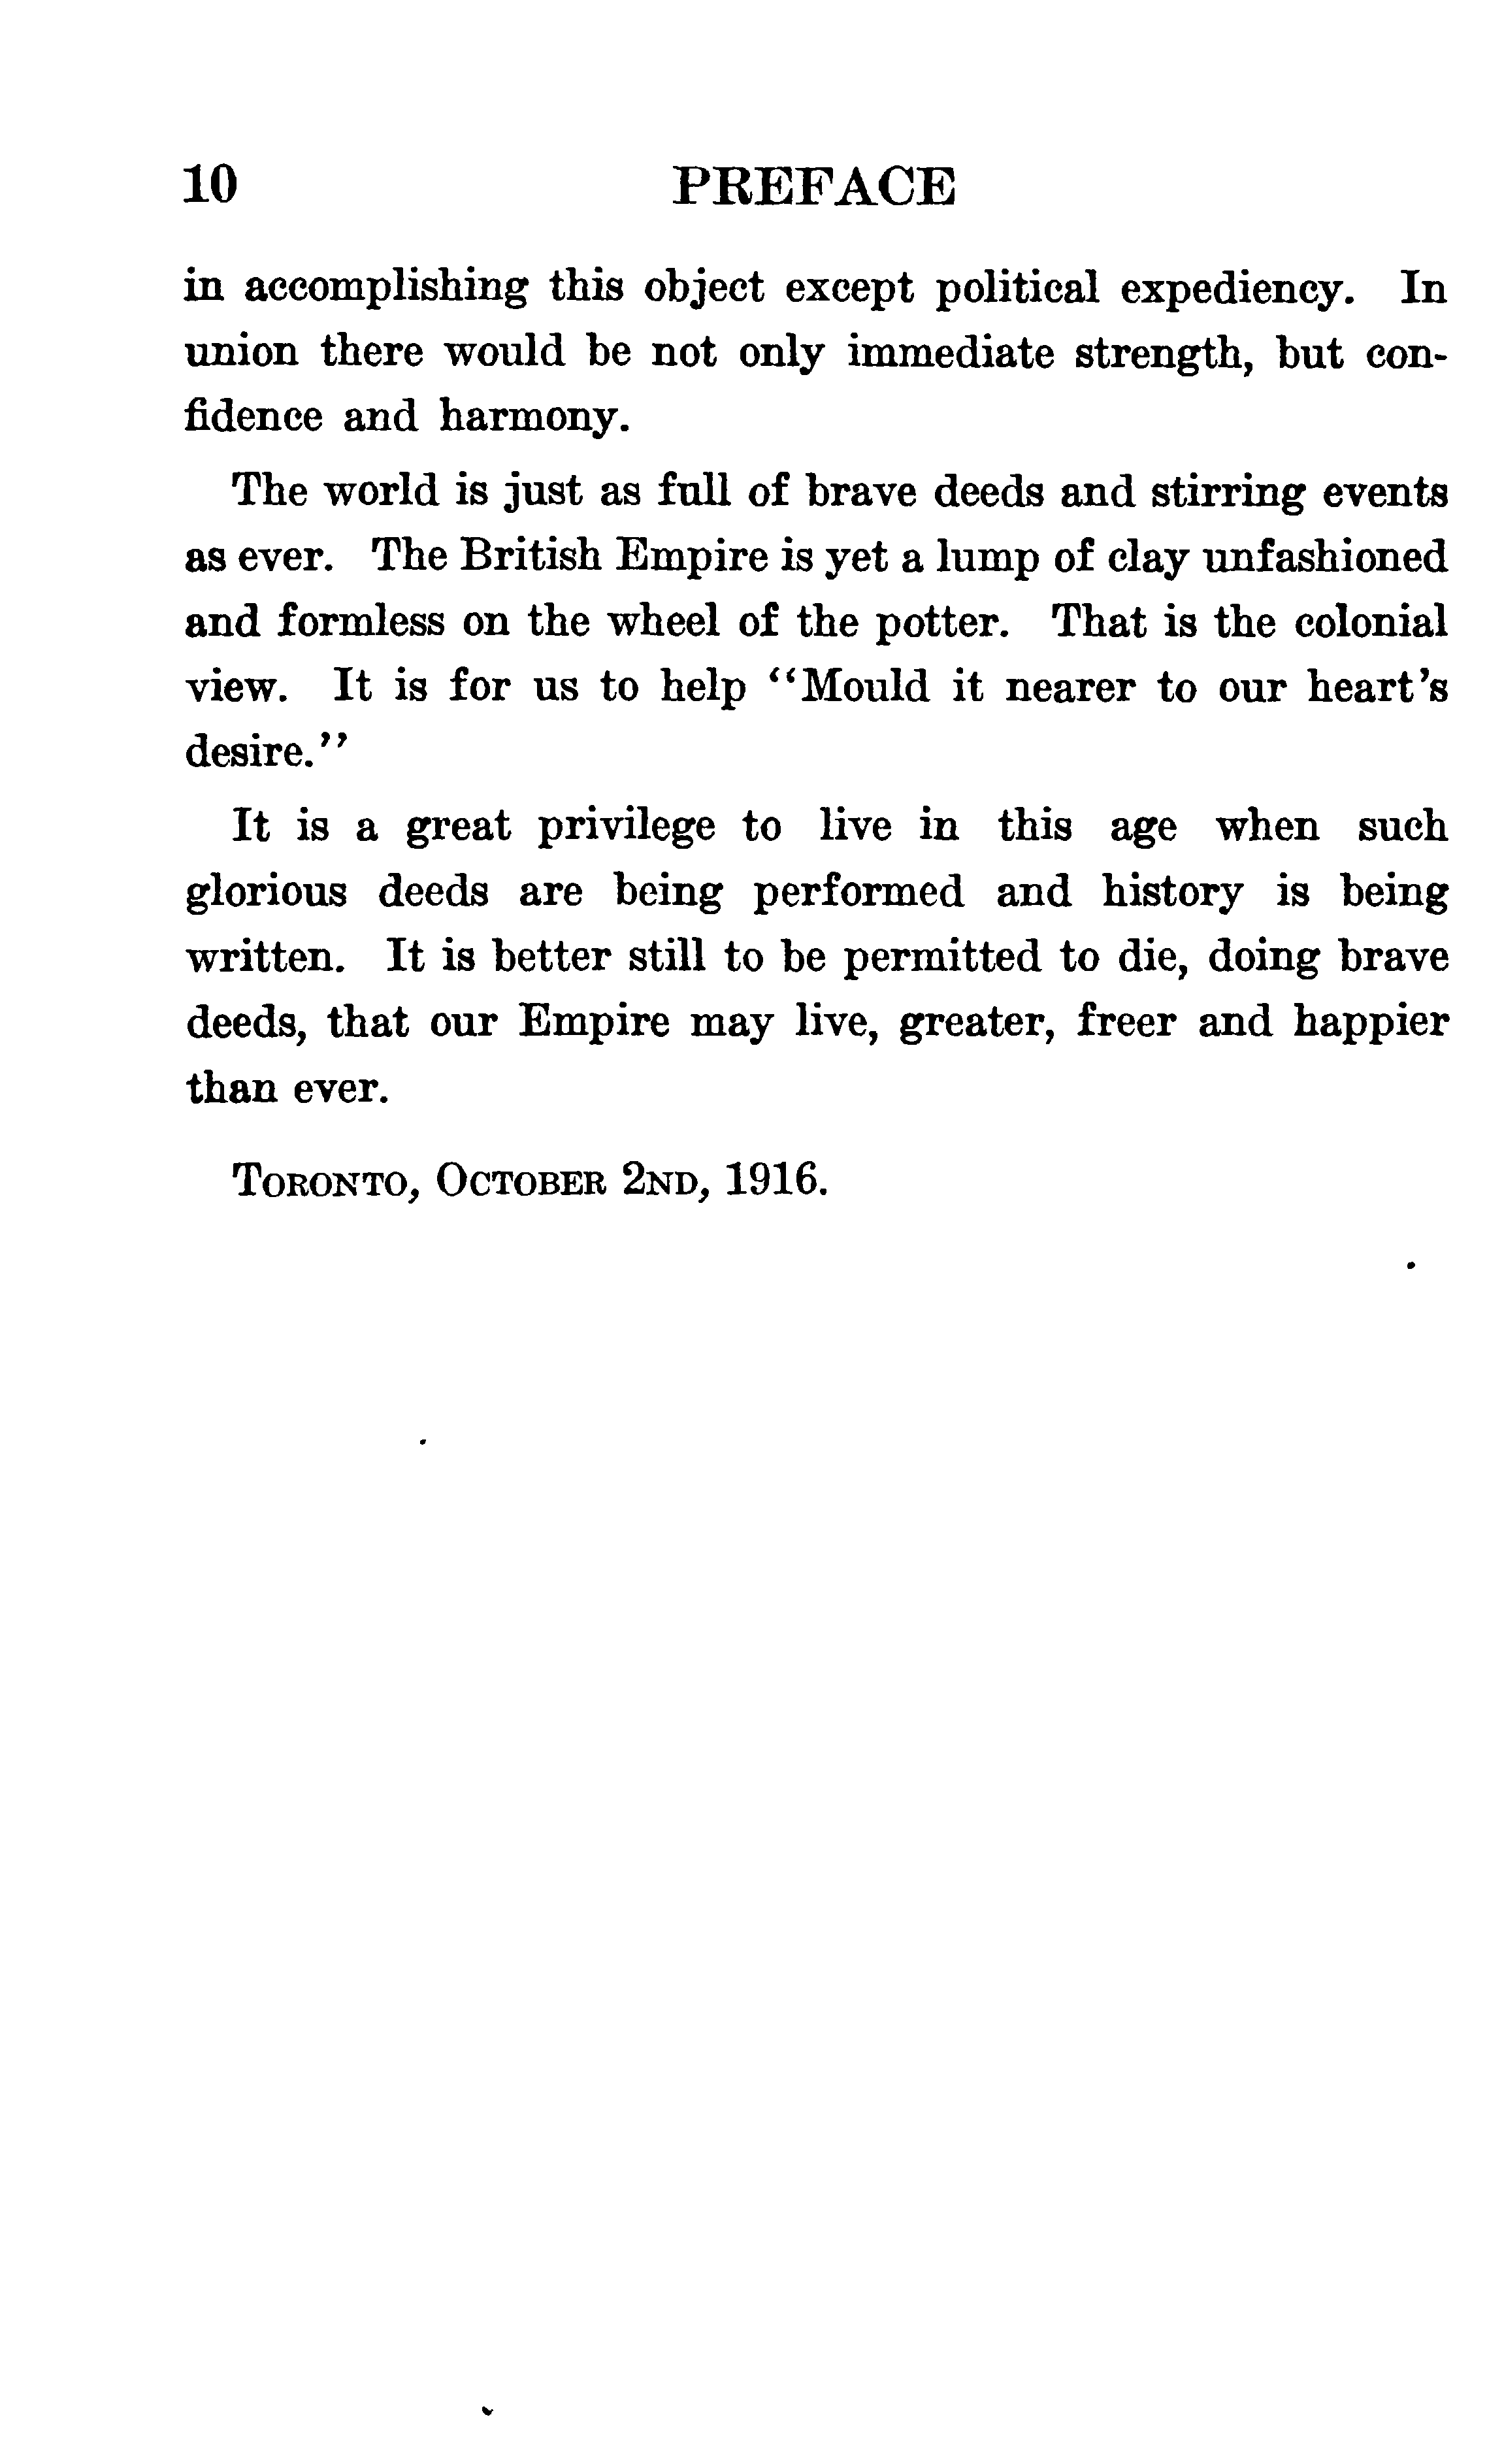 10 PREFACE
in accomplishing this object except political expediency. In
union there would be not only immediate strength, but con-
fidence and harmony.
The world is just as full of brave deeds and stirring events
as ever. The British Empire is yet a lump of clay unfashioned
and formless on the wheel of the potter. That is the colonial
view. It is for us to help "Mould it nearer to our heart's
desire."
It is a great privilege to live in this age when such
glorious deeds are being performed and history is being
written. It is better still to be permitted to die, doing brave
deeds, that our Empire may live, greater, freer and happier
than ever.
TORONTO, OCTOBER 2ND, 1916.